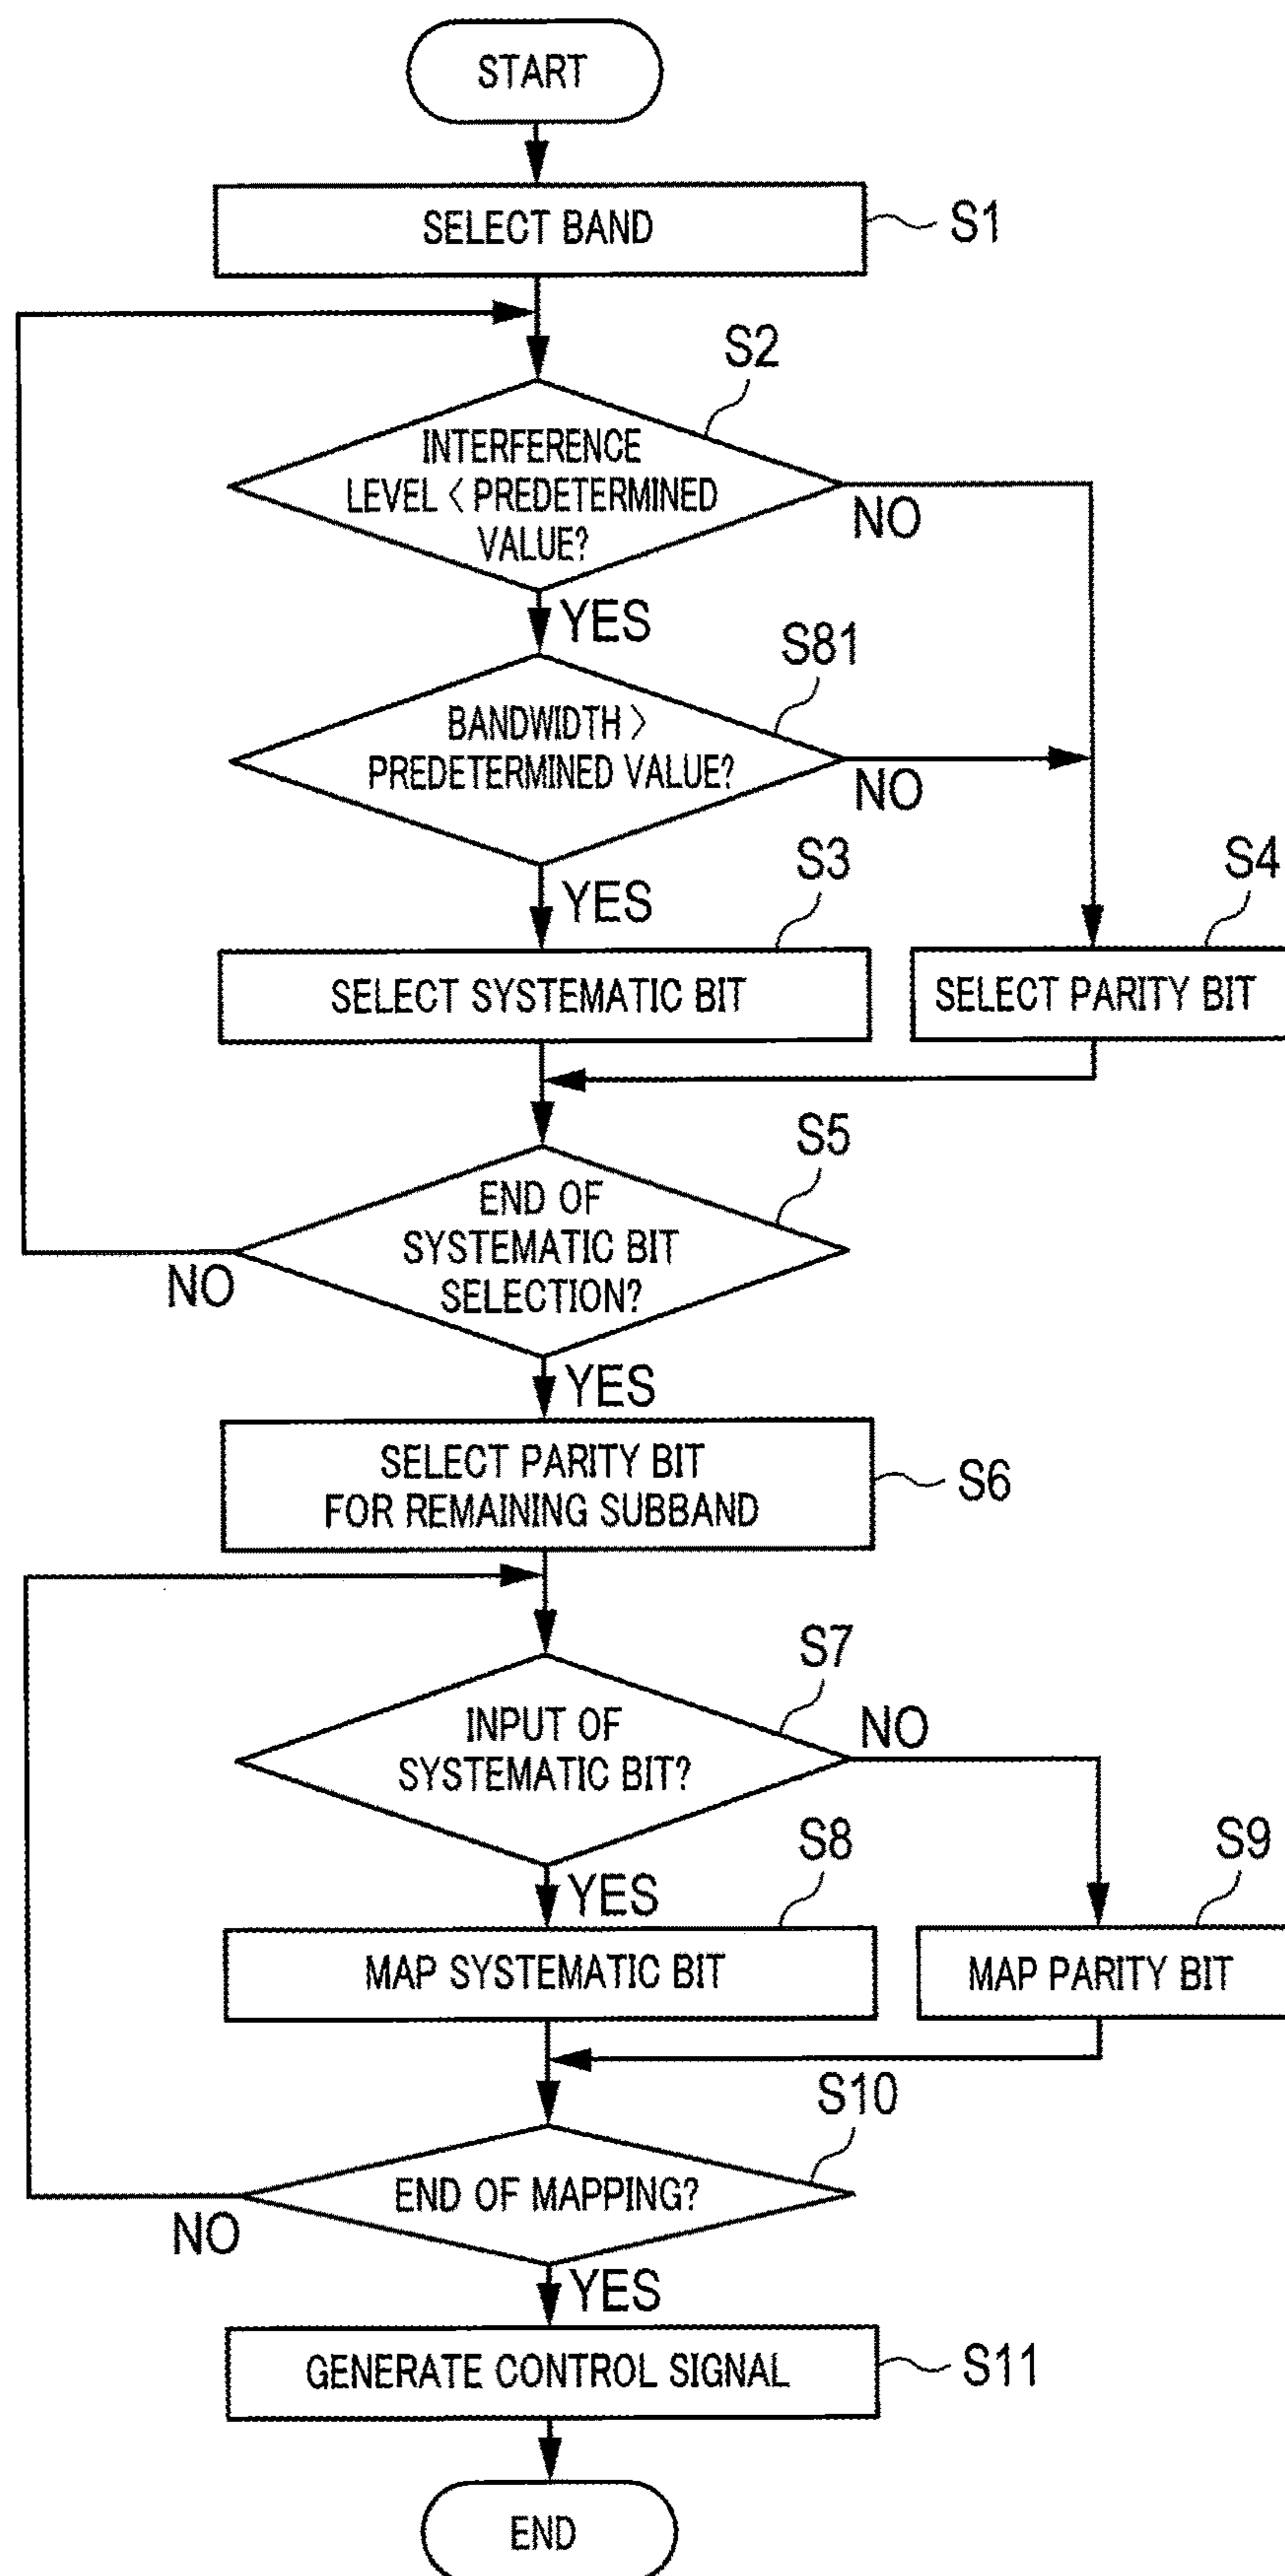 START
SELECT BAND
S1
S2
INTERFERENCE
LEVEL < PREDETERMINED
VALUE?
NO
YES
S81
BANDWIDTH >
PREDETERMINED VALUE?
NO
YES
S3
S4
SELECT SYSTEMATIC BIT
SELECT PARITY BIT
S5
END OF
SYSTEMATIC BIT
SELECTION?
NO
YES
SELECT PARITY BIT
FOR REMAINING SUBBAND
S6
S7
INPUT OF
SYSTEMATIC BIT?
NO
YES
S8
S9
MAP SYSTEMATIC BIT
MAP PARITY BIT
S10
END OF MAPPING?
NO
YES
GENERATE CONTROL SIGNAL
S11
END